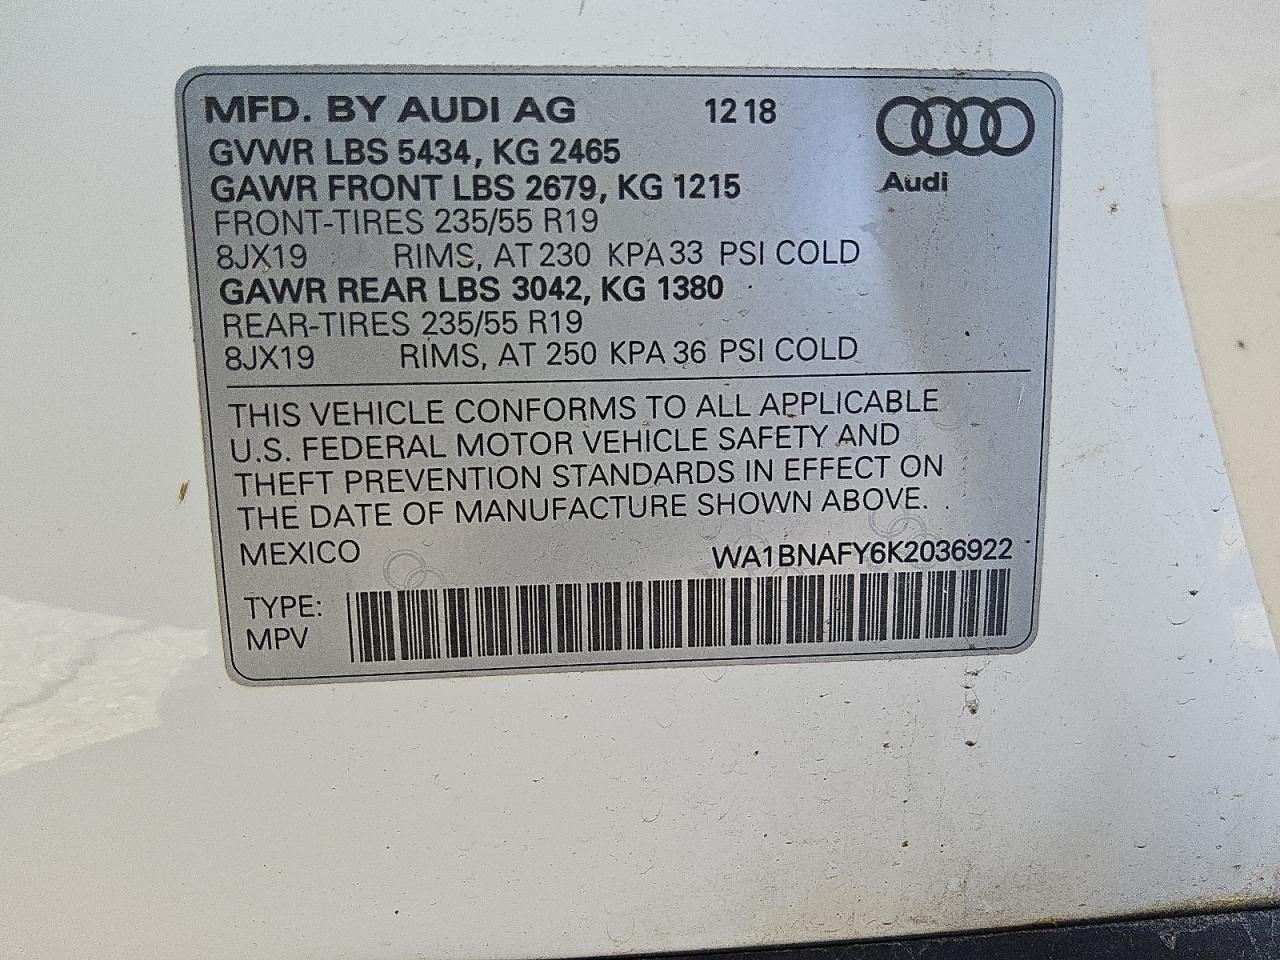 MFD. BY AUDI AG 12 18
GVWR LBS 5434, KG 2465
GAWR FRONT LBS 2679, KG 1215
Audi
FRONT-TIRES 235/55 R19
8JX19 RIMS, AT 230 KPA 33 PSI COLD
GAWR REAR LBS 3042, KG 1380
REAR-TIRES 235/55 R19
8JX19 RIMS, AT 250 KPA 36 PSI COLD
THIS VEHICLE CONFORMS TO ALL APPLICABLE
U.S. FEDERAL MOTOR VEHICLE SAFETY AND
THEFT PREVENTION STANDARDS IN EFFECT ON
THE DATE OF MANUFACTURE SHOWN ABOVE.
MEXICO WA1BNAFY6K2036922
TYPE:
MPV